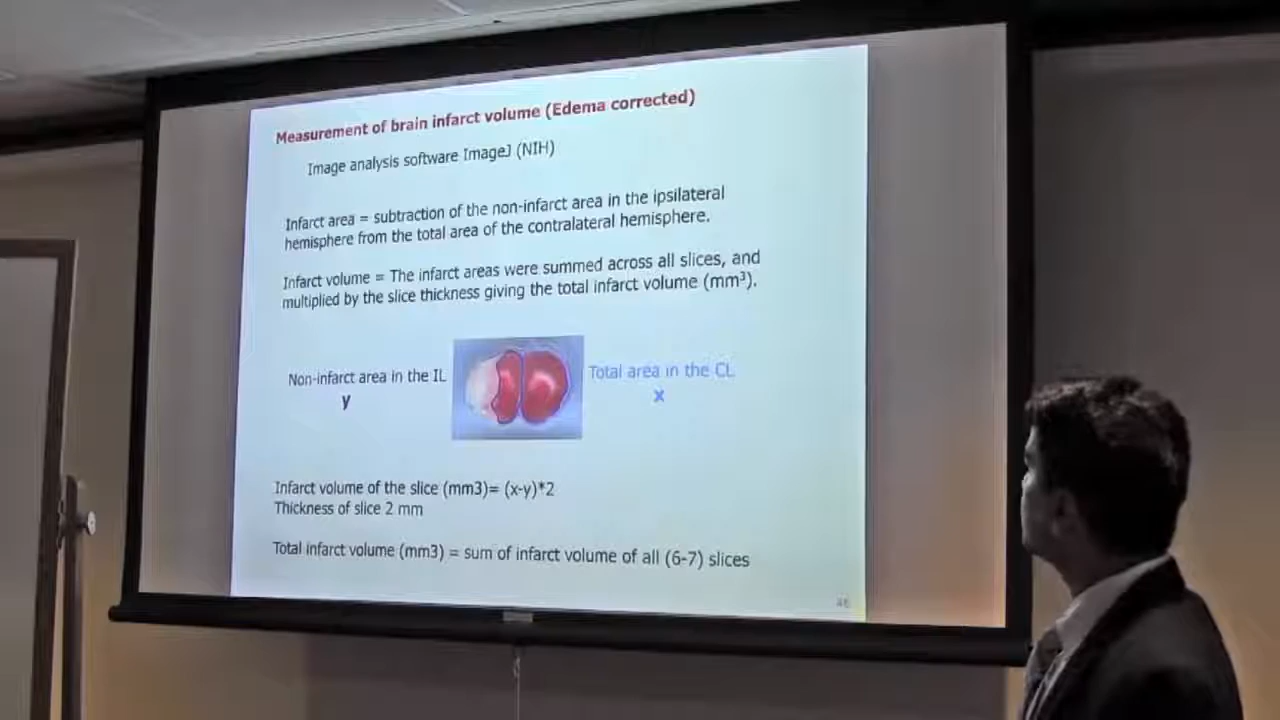 Measurement of brain infarct volume (Edema corrected)
Image analysis software ImageJ (NIH)
Infarct area = subtraction of the non-infarct area in the ipsilateral
hemisphere from the total area of the contralateral hemisphere.
Infarct volume = The infarct areas were summed across all slices, and
multiplied by the slice thickness giving the total infarct volume (mm³).
Non-infarct area in the IL
y
Total area in the CL
x
Infarct volume of the slice (mm3)= (x-y)*2
Thickness of slice 2 mm
Total infarct volume (mm3) = sum of infarct volume of all (6-7) slices